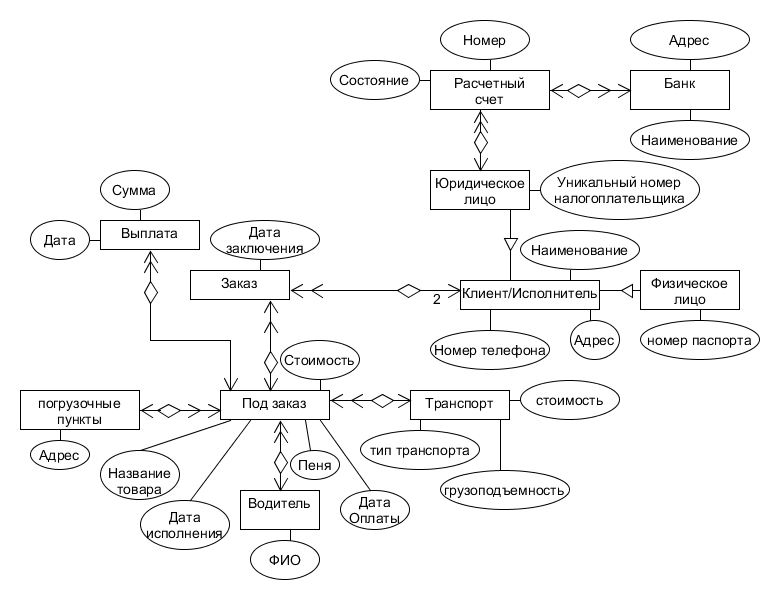 Номер
Адрес
Состояние
Расчетный
счет
Банк
Наименование
Юридическое
лицо
Уникальный номер
налогоплательщика
Сумма
Дата
Выплата
Дата
заключения
Заказ
Наименование
2
Клиент/Исполнитель
Физическое
лицо
Номер телефона
Адрес
номер паспорта
Стоимость
погрузочные
пункты
Под заказ
Транспорт
стоимость
Адрес
Название
товара
Пеня
тип транспорта
грузоподъемность
Дата
исполнения
Водитель
Дата
Оплаты
ФИО